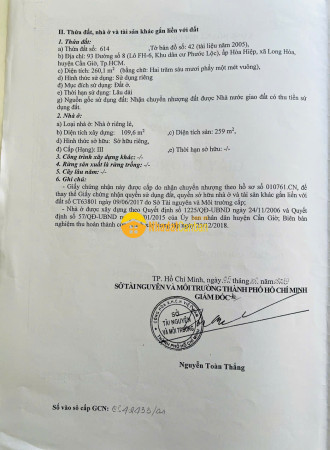 II. Thửa đất, nhà ở và tài sản khác gắn liền với đất
1. Thửa đất:
a) Thửa đất số: 614 ,Tờ bản đồ số: 42 (tài liệu năm 2005),
b) Địa chỉ: 93 Đường số 8 (Lô FH-6, Khu dân cư Phước Lộc), ấp Hòa Hiệp, xã Long Hòa,
huyện Cần Giờ, Tp.HCM.
c) Diện tích: 260,1 m² (bằng chữ: Hai trăm sáu mươi phẩy một mét vuông),
d) Hình thức sử dụng: Sử dụng riêng
đ) Mục đích sử dụng: Đất ở.
e) Thời hạn sử dụng: Lâu dài
g) Nguồn gốc sử dụng đất: Nhận chuyển nhượng đất được Nhà nước giao đất có thu tiền sử
dụng đất.
2. Nhà ở:
a) Loại nhà ở: Nhà ở riêng lẻ,
b) Diện tích xây dựng: 109,6 m² ,c) Diện tích sàn: 259 m²,
d) Hình thức sở hữu: Sở hữu riêng,
đ) Cấp (Hạng): III ,e) Thời hạn sở hữu: -/-
3. Công trình xây dựng khác: -/-
4. Rừng sản xuất là rừng trồng: -/-
5. Cây lâu năm: -/-
6. Ghi chú:
- Giấy chứng nhận này được cấp do nhận chuyển nhượng theo hồ sơ số 010761.CN,
thay thế Giấy chứng nhận quyền sử dụng đất, quyền sở hữu nhà ở và tài sản khác gắn liền với
đất số CT63801 ngày 09/06/2017 do Sở Tài nguyên và Môi trường cấp;
- Nhà ở được xây dựng theo Quyết định số 1225/QĐ-UBND ngày 24/11/2006 và Quyết
định số 57/QĐ-UBND /01/2015 của Ủy ban nhân dân huyện Cần Giờ; Biên bản
nghiệm thu hoàn thành ngày 25/12/2018.
TP. Hồ Chí Minh, ngày
SỞ TÀI NGUYÊN VÀ MÔI TRƯỜNG THÀNH PHỐ HỒ CHÍ MINH
GIÁM ĐỐC
SỞ
TÀI NGUYÊN
VÀ MÔI TRƯỜNG
Nguyễn Toàn Thắng
Số vào sổ cấp GCN: